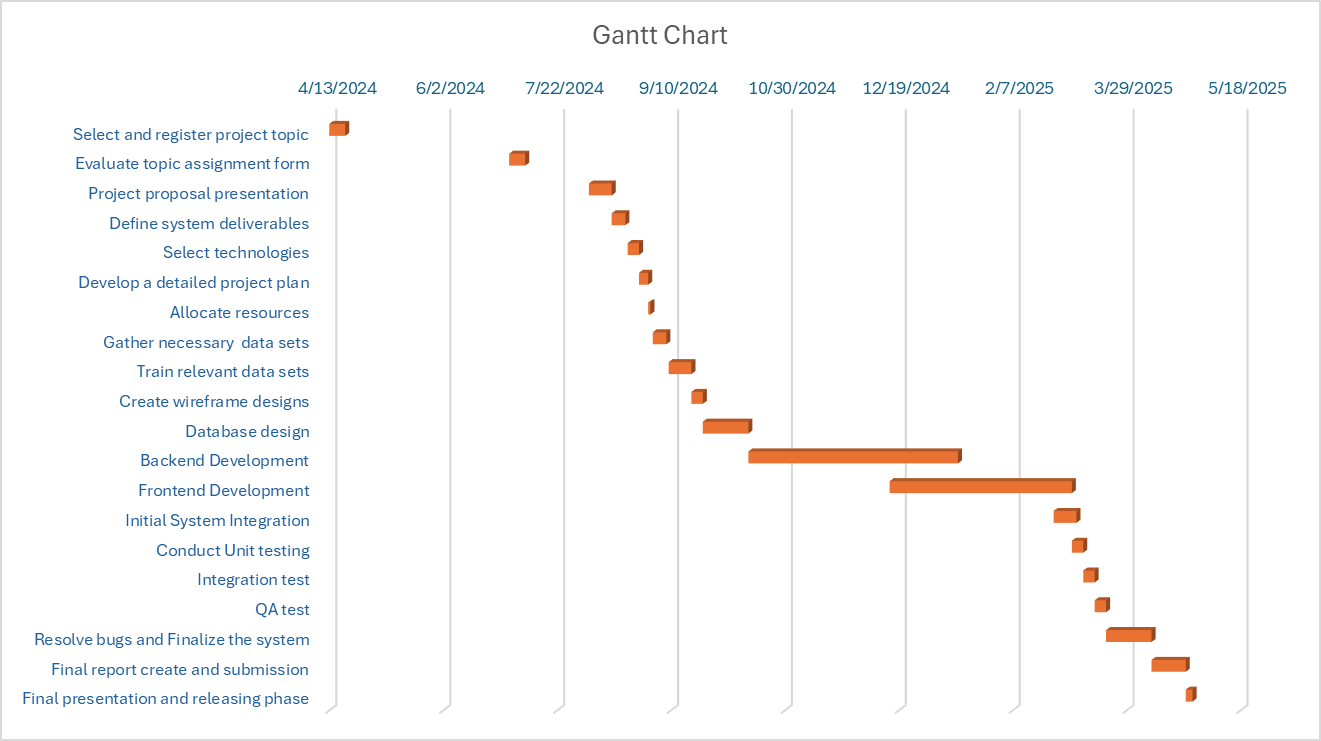 Gantt Chart
4/13/2024 6/2/2024 7/22/2024 9/10/2024 10/30/2024 12/19/2024 2/7/2025 3/29/2025 5/18/2025
Select and register project topic
Evaluate topic assignment form
Project proposal presentation
Define system deliverables
Select technologies
Develop a detailed project plan
Allocate resources
Gather necessary  data sets
Train relevant data sets
Create wireframe designs
Database design
Backend Development
Frontend Development
Initial System Integration
Conduct Unit testing
Integration test
QA test
Resolve bugs and Finalize the system
Final report create and submission
Final presentation and releasing phase